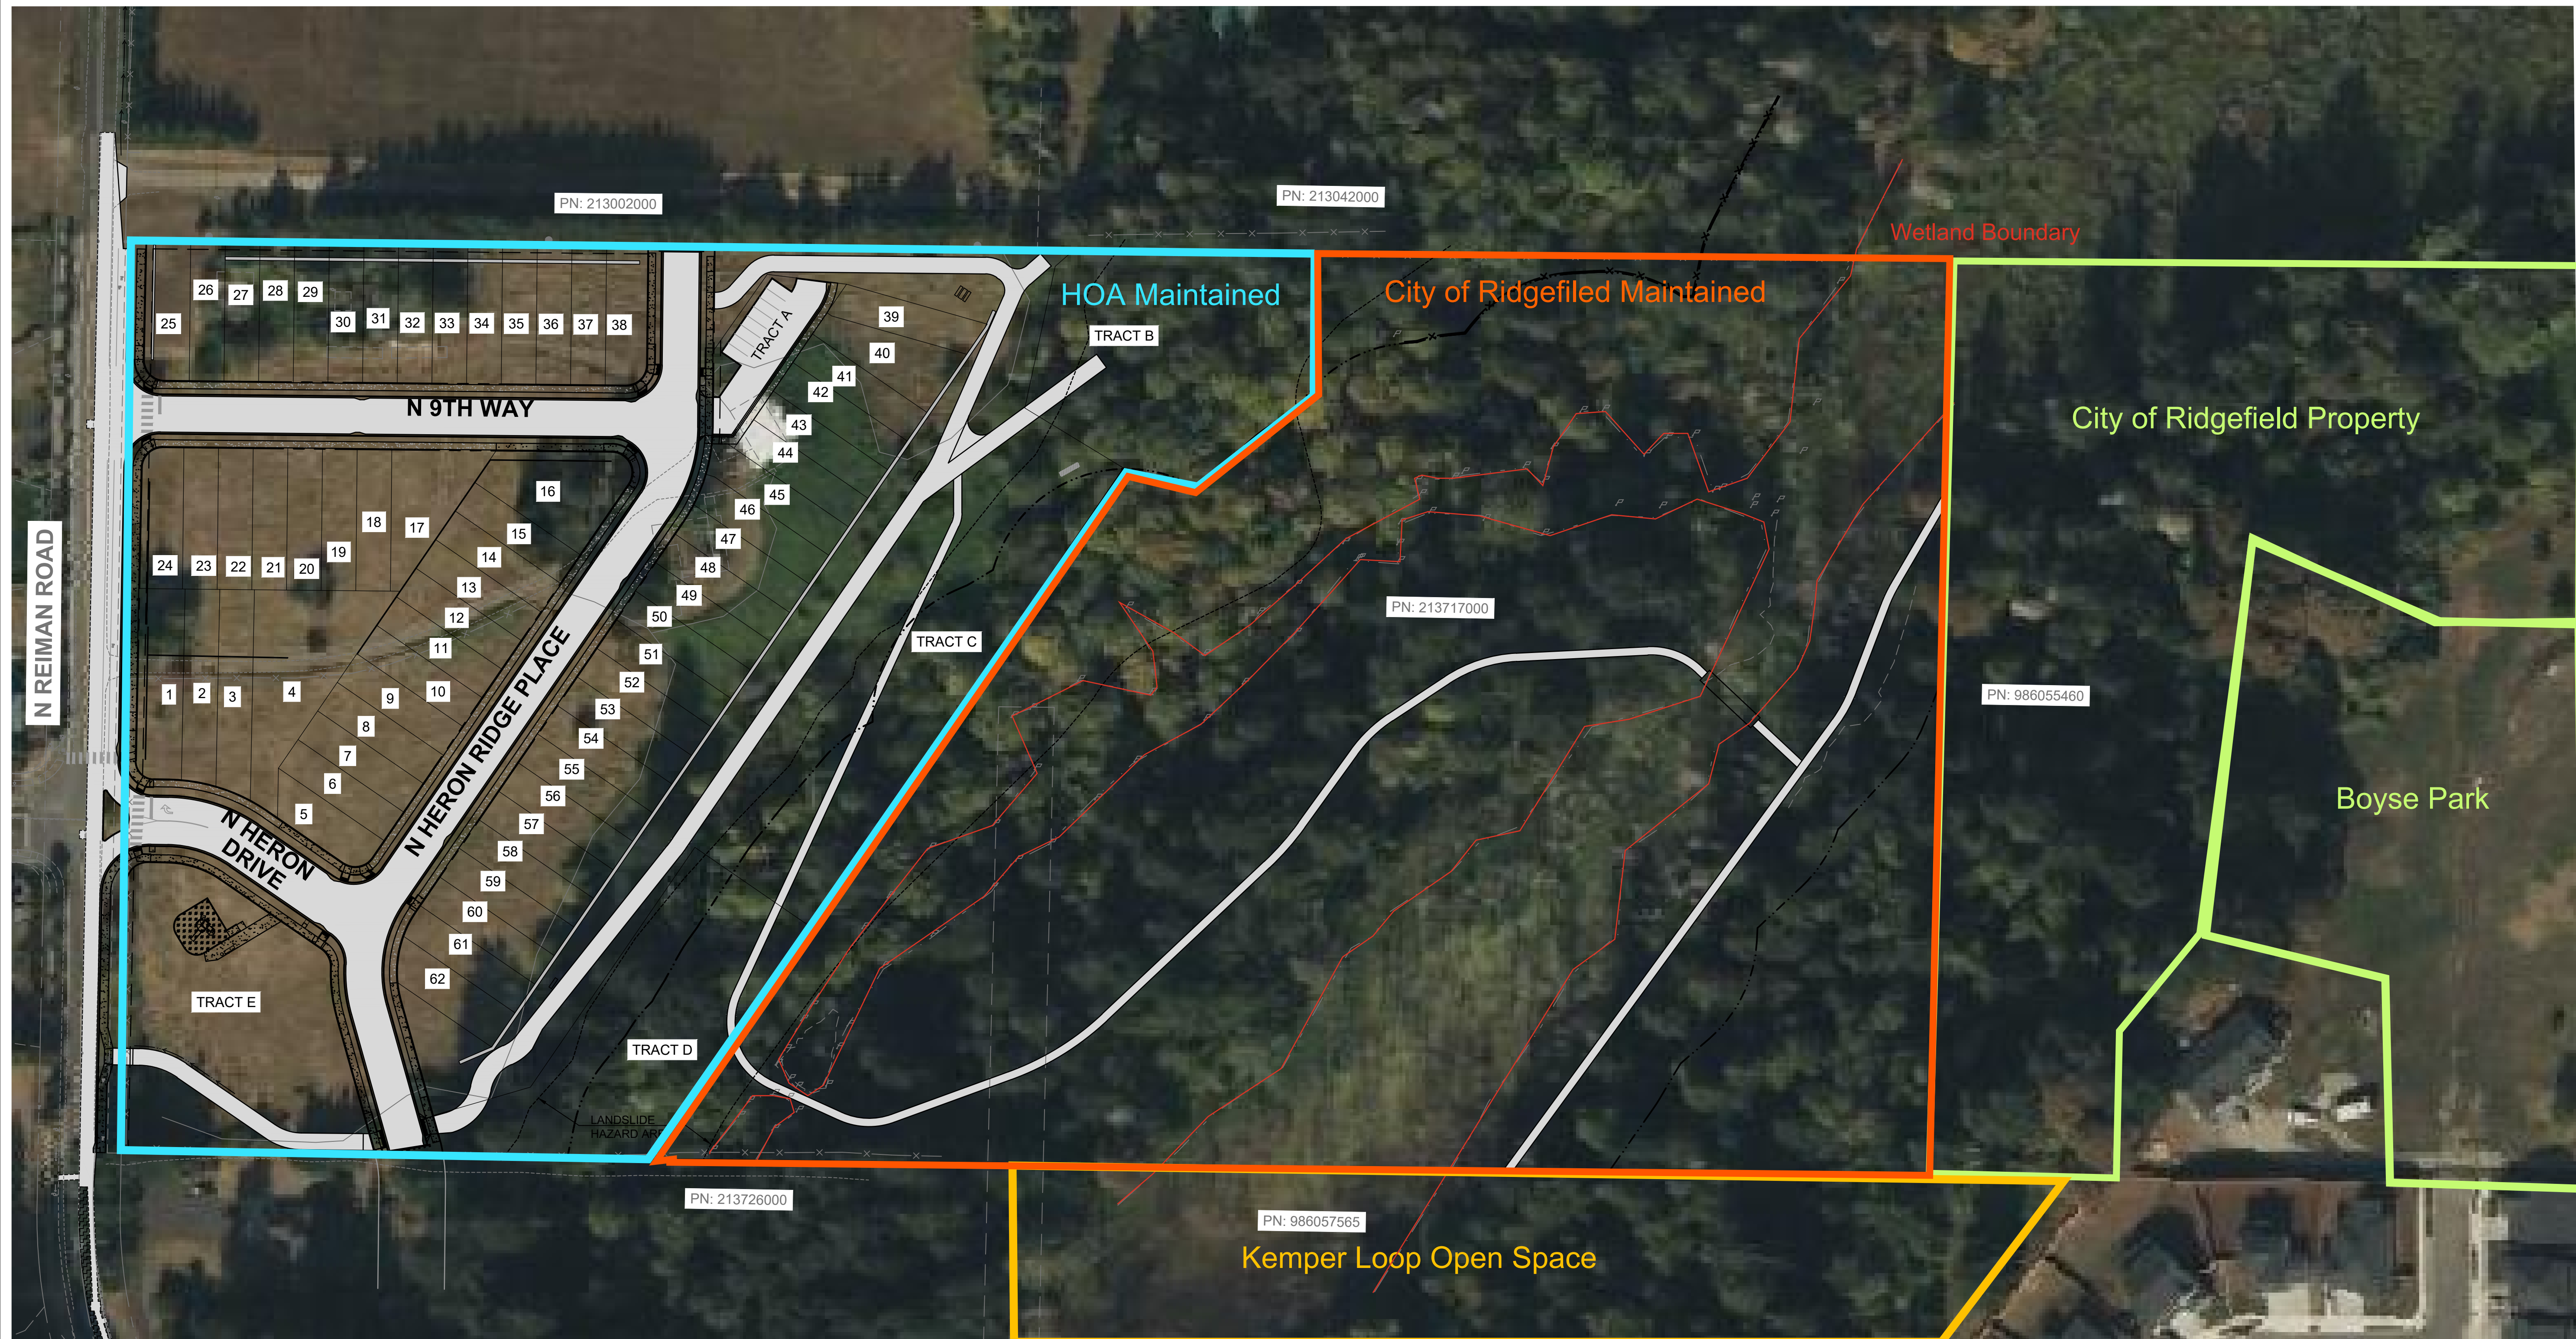 PN: 213002000
PN: 213042000
Wetland Boundary
HOA Maintained
City of Ridgefiled Maintained
26
27
28
29
25
30
31
32
33
34
35
36
37
38
TRACT A
39
40
41
42
43
44
TRACT B
N 9TH WAY
City of Ridgefield Property
16
45
46
18
17
15
47
24
23
22
21
20
19
14
48
13
49
12
50
11
51
N REIMAN ROAD
PN: 213717000
TRACT C
1
2
3
4
9
10
52
8
53
7
54
6
55
5
56
57
58
59
60
61
62
N HERON RIDGE PLACE
PN: 986055460
Boyse Park
N HERON
DRIVE
TRACT E
TRACT D
LANDSLIDE
PN: 213726000
PN: 986057565
Kemper Loop Open Space